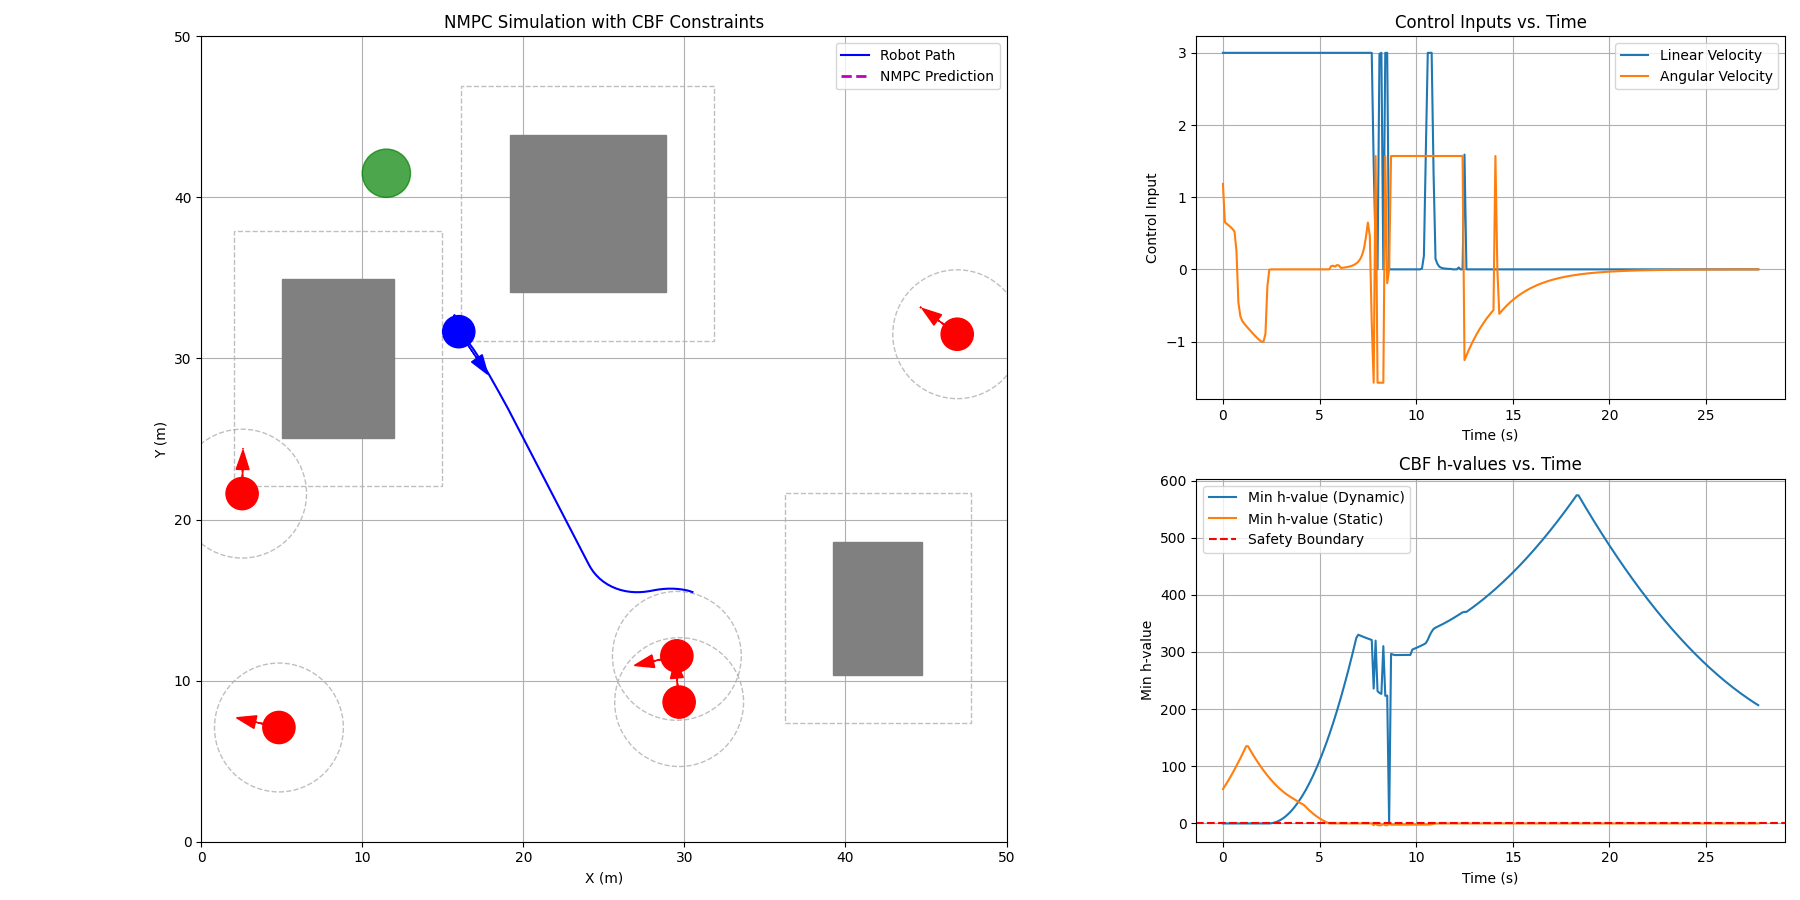 NMPC Simulation with CBF Constraints
Robot Path
NMPC Prediction
50
40
30
20
10
0
Y (m)
0 10 20 30 40 50
X (m)
Control Inputs vs. Time
Linear Velocity
Angular Velocity
3
2
1
0
−1
Control Input
0 5 10 15 20 25
Time (s)
CBF h-values vs. Time
Min h-value (Dynamic)
Min h-value (Static)
Safety Boundary
600
500
400
300
200
100
0
Min h-value
0 5 10 15 20 25
Time (s)